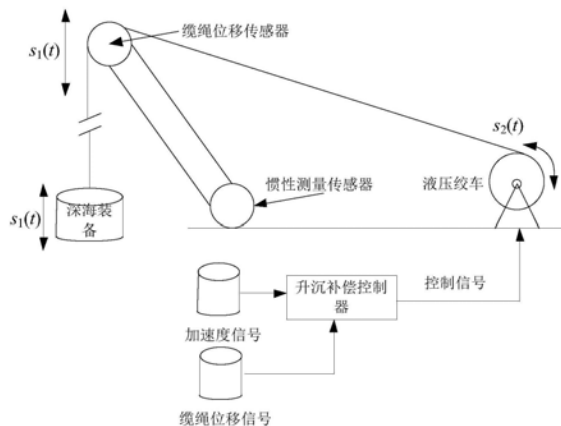 缆绳位移传感器
s₁(t)
s₂(t)
惯性测量传感器
液压绞车
s₁(t)
深海装
备
升沉补偿控制
器
控制信号
加速度信号
缆绳位移信号